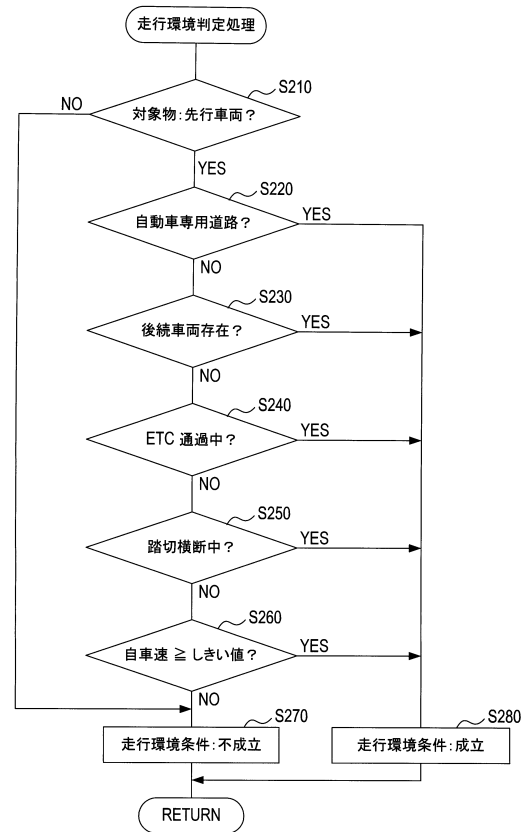 走行環境判定処理
S210
NO
対象物:先行車両?
YES
S220
自動車専用道路?
YES
NO
S230
後続車両存在?
YES
NO
S240
ETC 通過中?
YES
NO
S250
踏切横断中?
YES
NO
S260
自車速 ≧ しきい値?
YES
NO
S270
走行環境条件:不成立
S280
走行環境条件:成立
RETURN